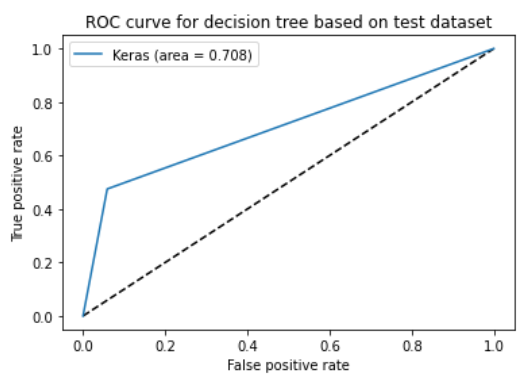 ROC curve for decision tree based on test dataset
Keras (area = 0.708)
True positive rate
1.0
0.8
0.6
0.4
0.2
0.0
0.0 0.2 0.4 0.6 0.8 1.0
False positive rate